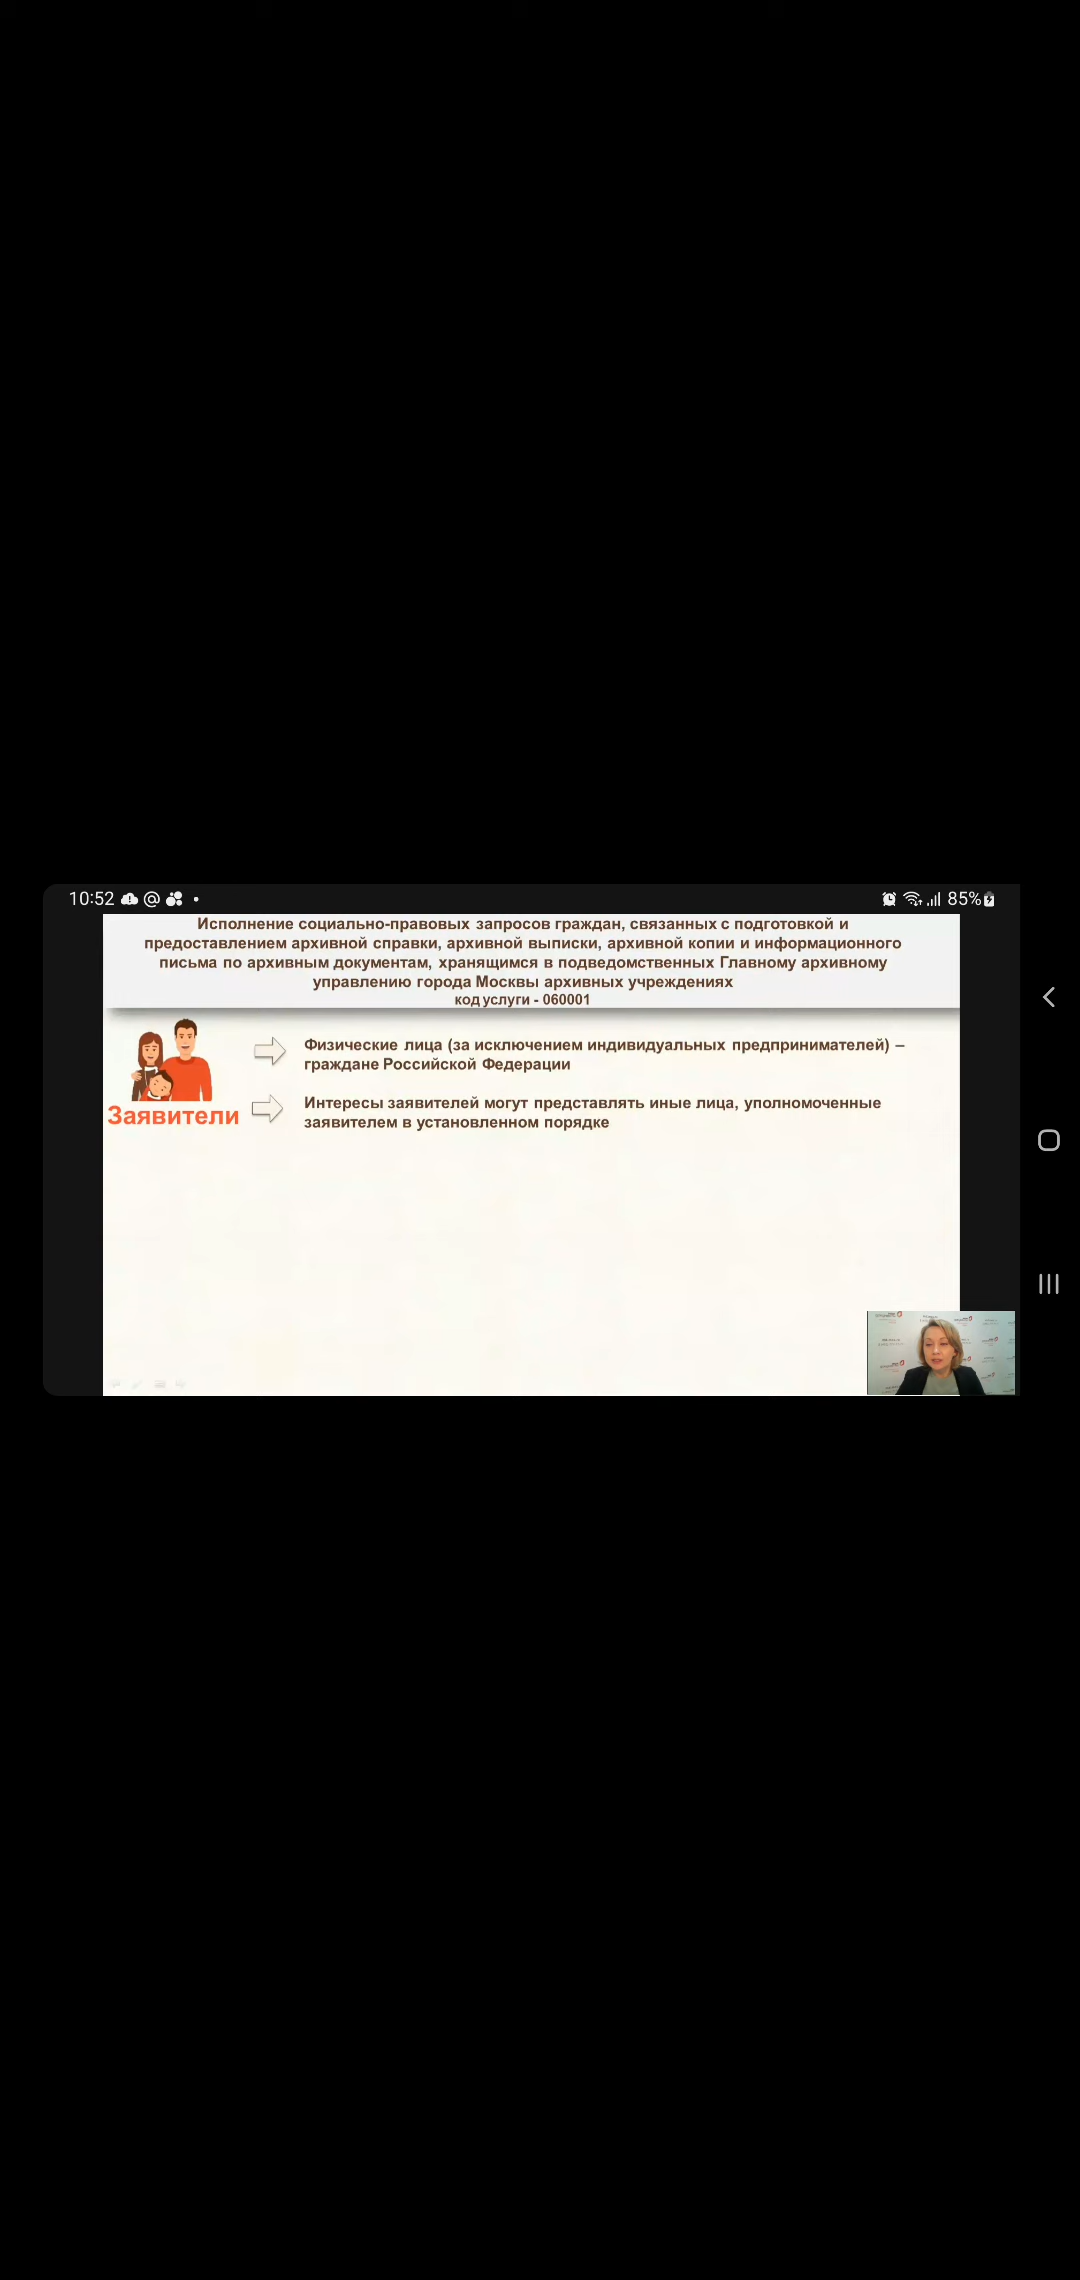 10:52
85%
Исполнение социально-правовых запросов граждан, связанных с подготовкой и
предоставлением архивной справки, архивной выписки, архивной копии и информационного
письма по архивным документам, хранящимся в подведомственных Главному архивному
управлению города Москвы архивных учреждениях
код услуги - 060001
Физические лица (за исключением индивидуальных предпринимателей) –
граждане Российской Федерации
Заявители
Интересы заявителей могут представлять иные лица, уполномоченные
заявителем в установленном порядке